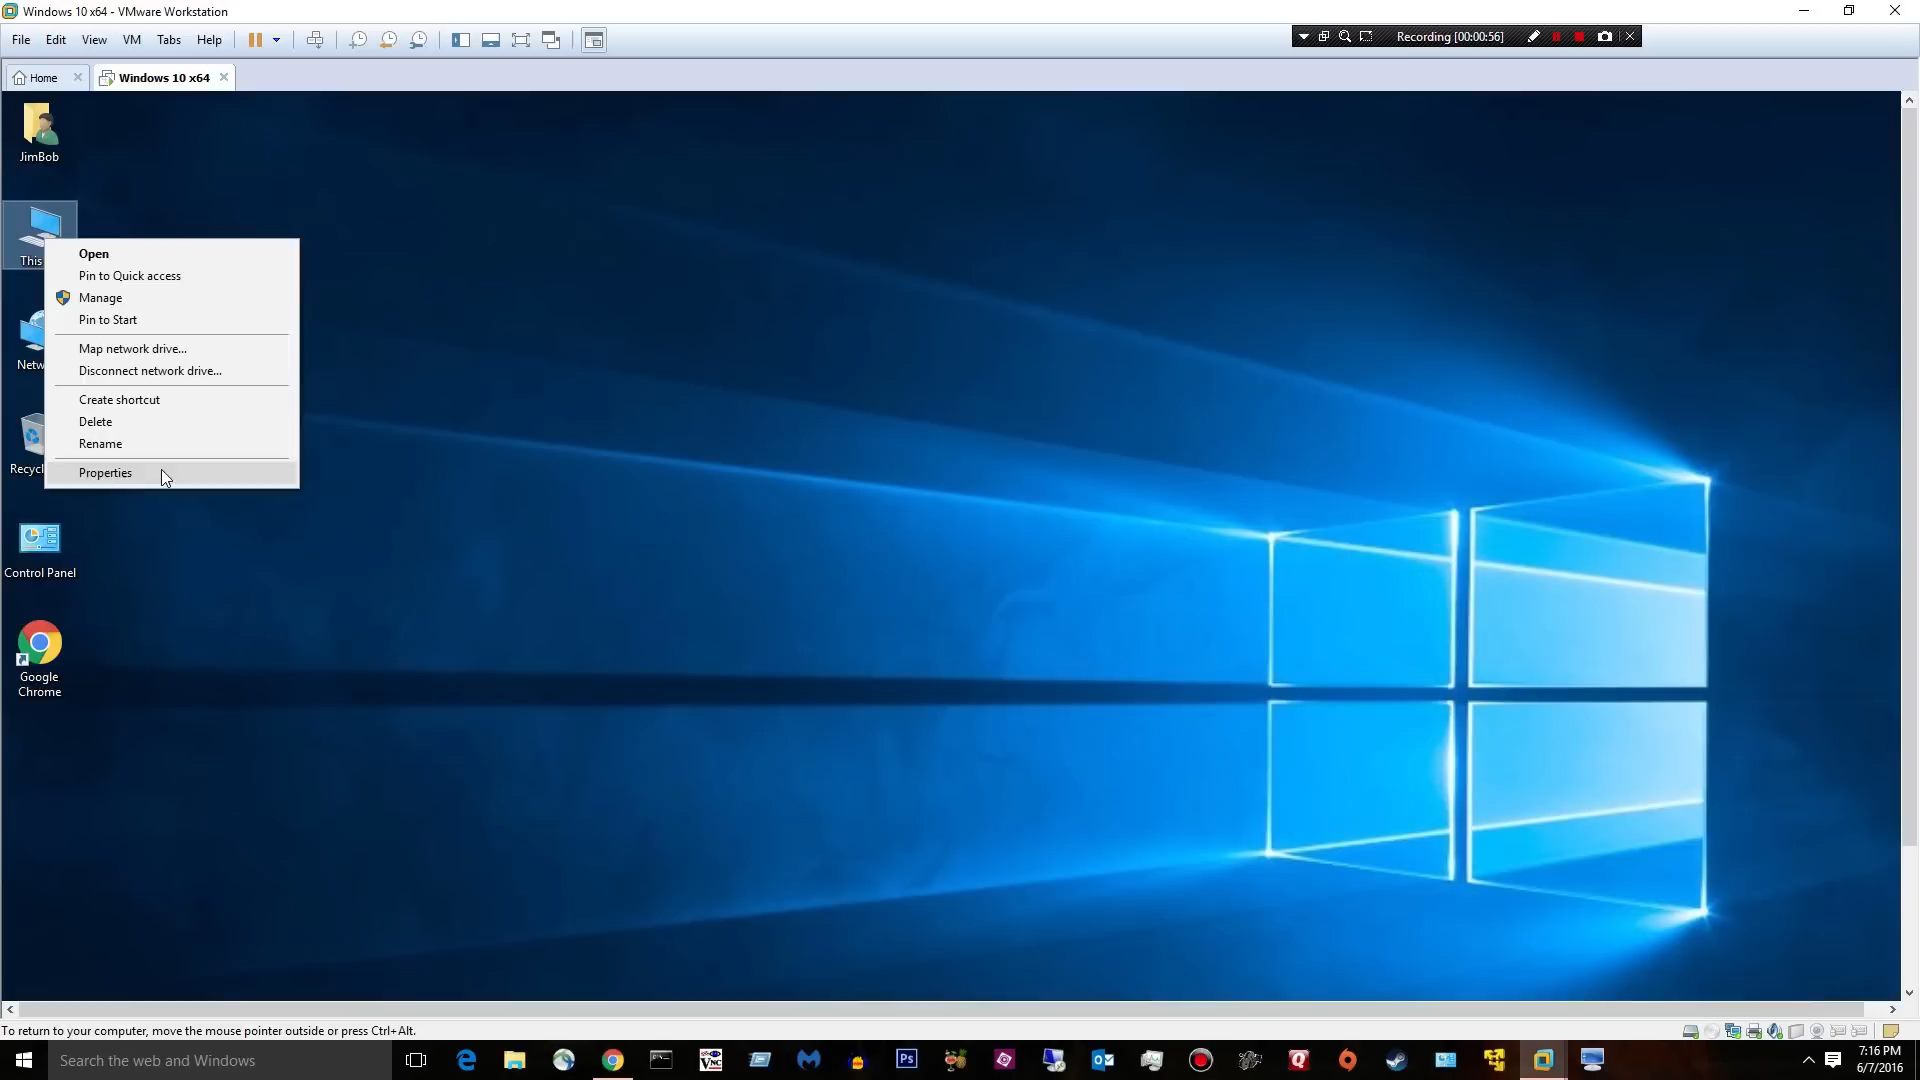 Windows 10 x64 - VMware Workstation
File Edit View VM Tabs Help
Recording [00:00:56]
Home
Windows 10 x64
JimBob
This
Open
Pin to Quick access
Manage
Pin to Start
Map network drive...
Disconnect network drive...
Create shortcut
Delete
Rename
Properties
Netw
Recycl
Control Panel
Google
Chrome
To return to your computer, move the mouse pointer outside or press Ctrl+Alt.
Search the web and Windows
VNC
Ps
7:16 PM
6/7/2016